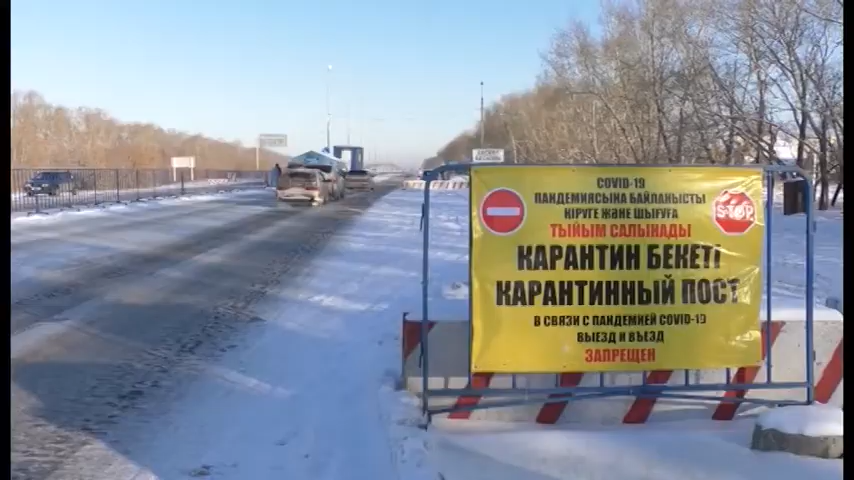 COVID-19
ПАНДЕМИЯСЫНА БАЙЛАНЫСТЫ
КІРУГЕ ЖӘНЕ ШЫҒУҒА
ТЫЙЫМ САЛЫНАДЫ
STOP
КАРАНТИН БЕКЕТІ
КАРАНТИННЫЙ ПОСТ
В СВЯЗИ С ПАНДЕМИЕЙ COVID-19
ВЫЕЗД И ВЪЕЗД
ЗАПРЕЩЕН